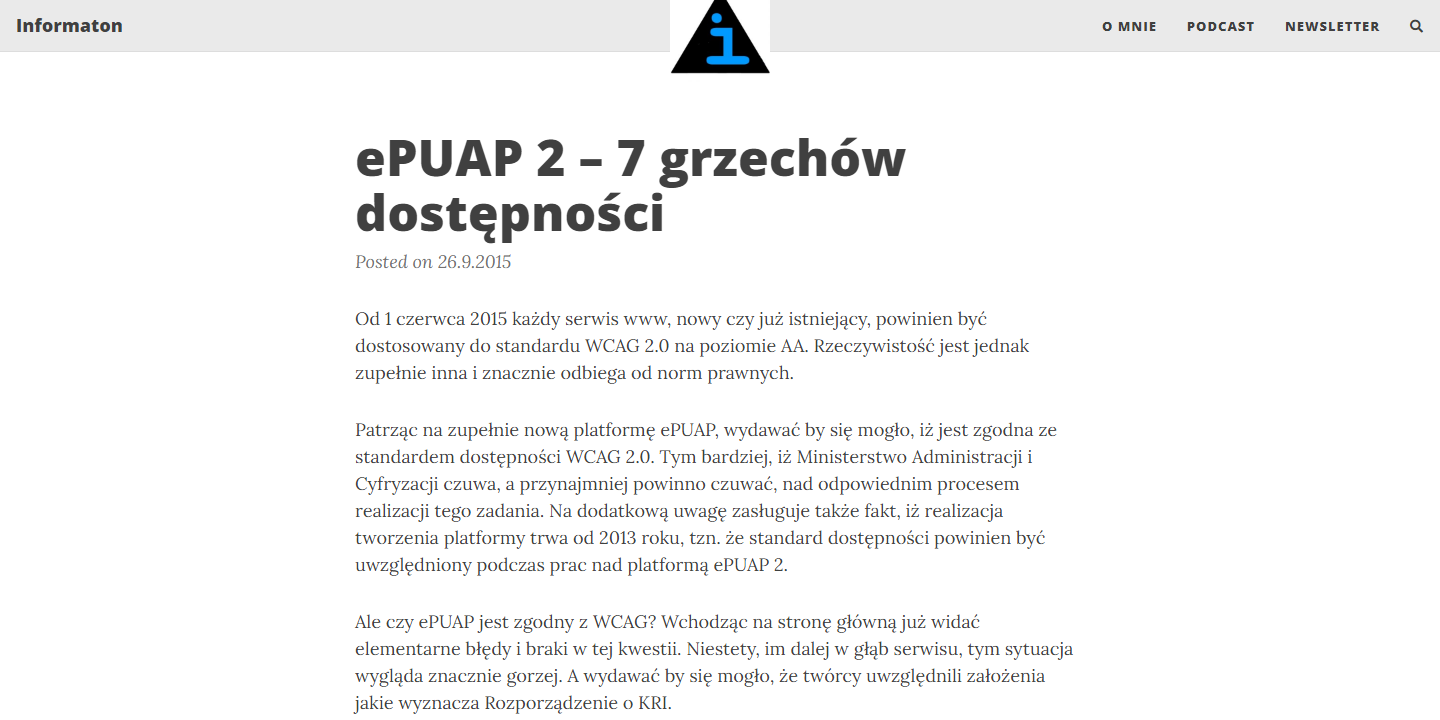 Informaton
i
O MNIE
PODCAST
NEWSLETTER
ePUAP 2 – 7 grzechów
dostępności
Posted on 26.9.2015
Od 1 czerwca 2015 każdy serwis www, nowy czy już istniejący, powinien być
dostosowany do standardu WCAG 2.0 na poziomie AA. Rzeczywistość jest jednak
zupełnie inna i znacznie odbiega od norm prawnych.
Patrząc na zupełnie nową platformę ePUAP, wydawać by się mogło, iż jest zgodna ze
standardem dostępności WCAG 2.0. Tym bardziej, iż Ministerstwo Administracji i
Cyfryzacji czuwa, a przynajmniej powinno czuwać, nad odpowiednim procesem
realizacji tego zadania. Na dodatkową uwagę zasługuje także fakt, iż realizacja
tworzenia platformy trwa od 2013 roku, tzn. że standard dostępności powinien być
uwzględniony podczas prac nad platformą ePUAP 2.
Ale czy ePUAP jest zgodny z WCAG? Wchodząc na stronę główną już widać
elementarne błędy i braki w tej kwestii. Niestety, im dalej w głąb serwisu, tym sytuacja
wygląda znacznie gorzej. A wydawać by się mogło, że twórcy uwzględnili założenia
jakie wyznacza Rozporządzenie o KRI.